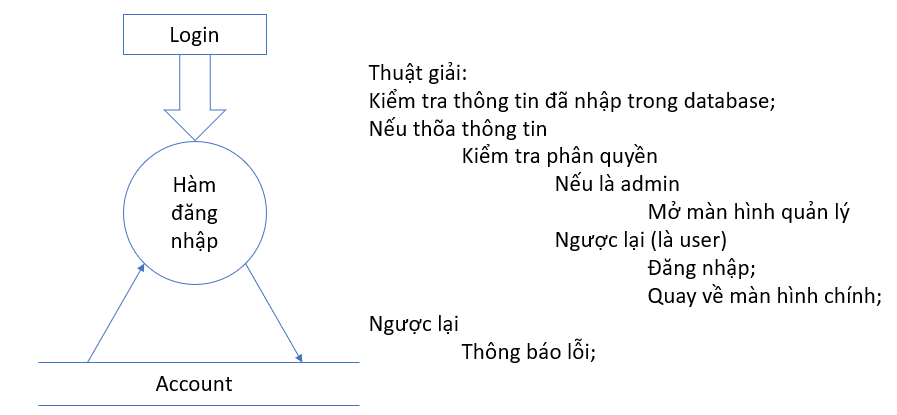 Login
Hàm
đăng
nhập
Account
Thuật giải:
Kiểm tra thông tin đã nhập trong database;
Nếu thõa thông tin
Kiểm tra phân quyền
Nếu là admin
Mở màn hình quản lý
Ngược lại (là user)
Đăng nhập;
Quay về màn hình chính;
Ngược lại
Thông báo lỗi;